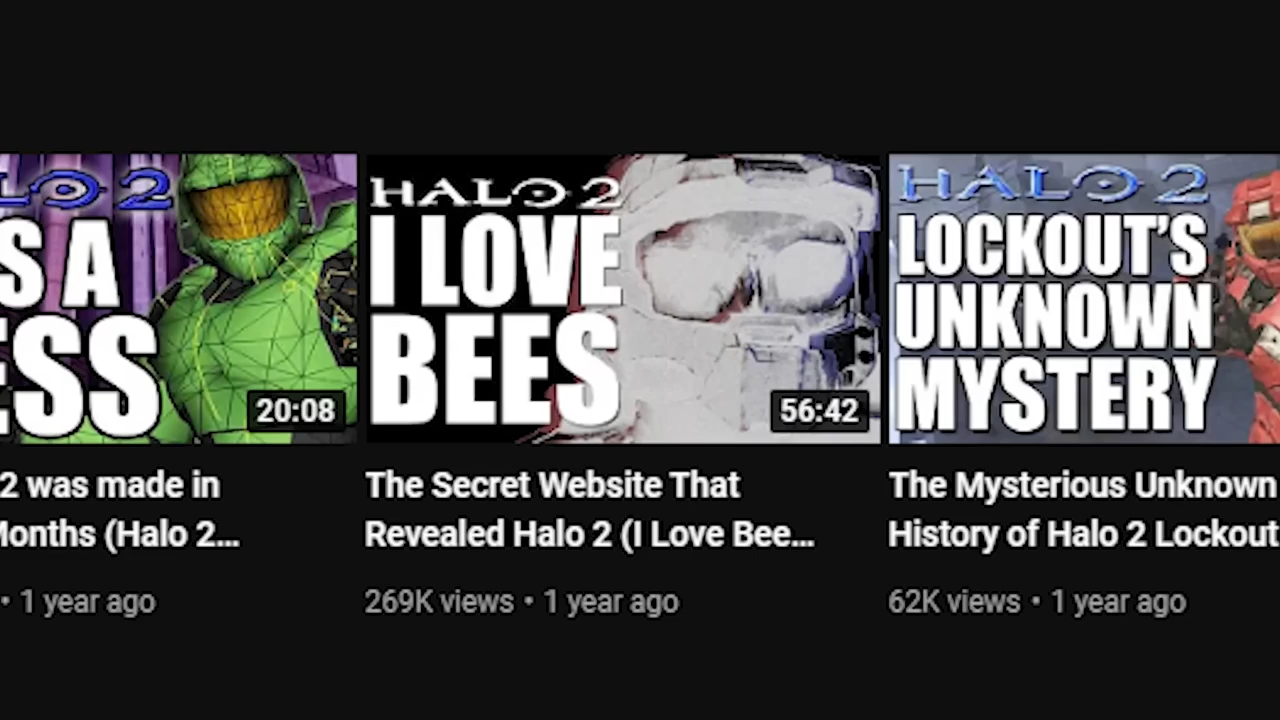 LO 2
S A
ESS
20:08
2 was made in
Months (Halo 2...
• 1 year ago
HALO 2
I LOVE
BEES
56:42
The Secret Website That
Revealed Halo 2 (I Love Bee...
269K views • 1 year ago
HALO 2
LOCKOUT'S
UNKNOWN
MYSTERY
The Mysterious Unknown
History of Halo 2 Lockout
62K views • 1 year ago